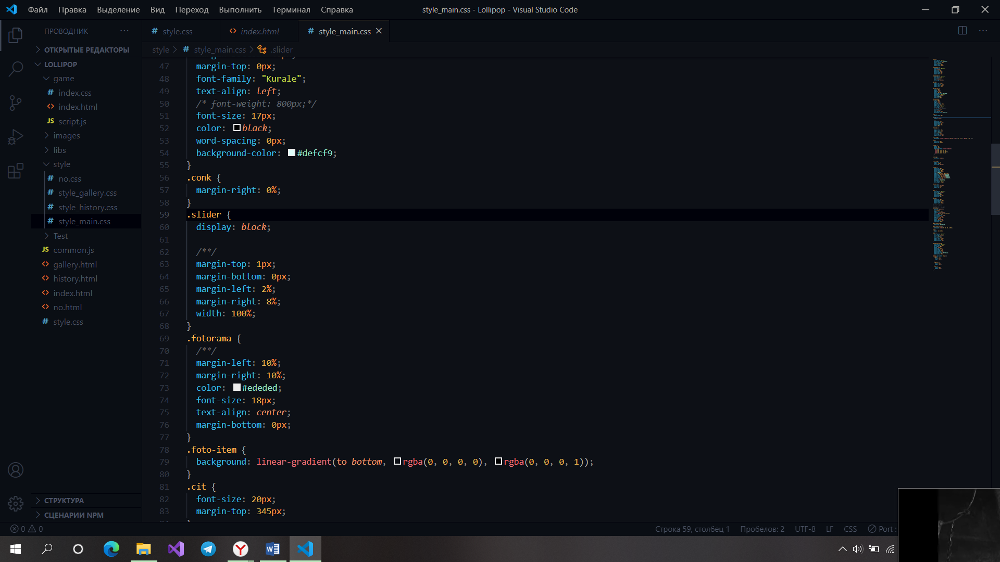 Файл Правка Выделение Вид Переход Выполнить Терминал Справка
style_main.css - Lollipop - Visual Studio Code
ПРОВОДНИК
ОТКРЫТЫЕ РЕДАКТОРЫ
LOLLIPOP
game
index.css
index.html
script.js
images
libs
style
no.css
style_gallery.css
style_history.css
style_main.css
Test
common.js
gallery.html
history.html
index.html
no.html
style.css
СТРУКТУРА
СЦЕНАРИИ NPM
style.css index.html style_main.css
style > style_main.css > .slider
47 margin-top: 0px;
48 font-family: "Kurale";
49 text-align: left;
50 /* font-weight: 800px;*/
51 font-size: 17px;
52 color: black;
53 word-spacing: 0px;
54 background-color: #defcf9;
55 }
56 .conk {
57 margin-right: 0%;
58 }
59 .slider {
60 display: block;
61
62 /**/
63 margin-top: 1px;
64 margin-bottom: 0px;
65 margin-left: 2%;
66 margin-right: 8%;
67 width: 100%;
68 }
69 .fotorama {
70 /**/
71 margin-left: 10%;
72 margin-right: 10%;
73 color: #ededed;
74 font-size: 18px;
75 text-align: center;
76 margin-bottom: 0px;
77 }
78 .foto-item {
79 background: linear-gradient(to bottom, rgba(0, 0, 0, 0), rgba(0, 0, 0, 1));
80 }
81 .cit {
82 font-size: 20px;
83 margin-top: 345px;
0 0
Строка 59, столбец 1 Пробелов: 2 UTF-8 LF CSS Port :